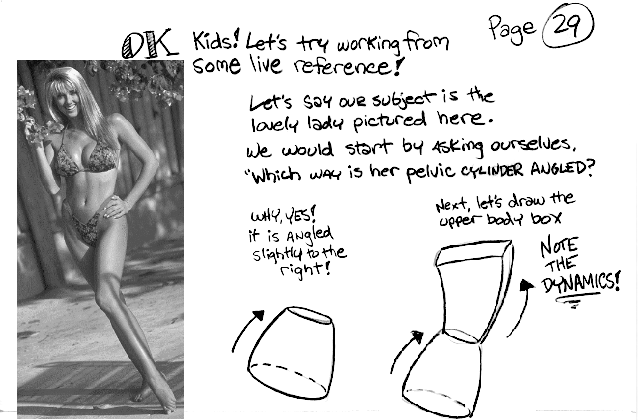 Page 29
OK Kids! Let's try working from
some live reference!
Let's say our subject is the
lovely lady pictured here.
We would start by asking ourselves,
"Which way is her pelvic CYLINDER ANGLED?
WHY, YES!
it is angled
slightly to the
right!
Next, let's draw the
upper body box
NOTE
THE
DYNAMICS!